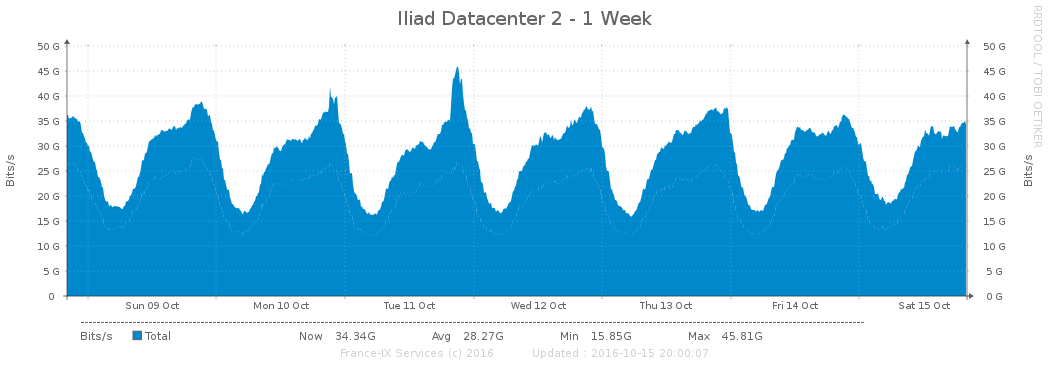 Iliad Datacenter 2 - 1 Week
RRDTOOL / TOBI OETIKER
Bits/s
Bits/s
50 G 50 G
45 G 45 G
40 G 40 G
35 G 35 G
30 G 30 G
25 G 25 G
20 G 20 G
15 G 15 G
10 G 10 G
5 G 5 G
0 0 G
Sun 09 Oct Mon 10 Oct Tue 11 Oct Wed 12 Oct Thu 13 Oct Fri 14 Oct Sat 15 Oct
Bits/s Total Now 34.34G Avg 28.27G Min 15.85G Max 45.81G
France-IX Services (c) 2016 Updated : 2016-10-15 20:00:07